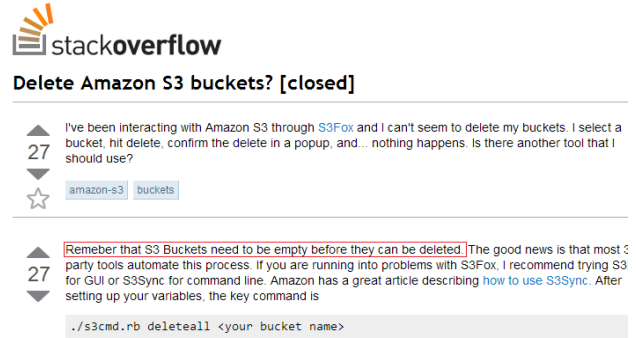 stackoverflow
Delete Amazon S3 buckets? [closed]
I've been interacting with Amazon S3 through S3Fox and I can't seem to delete my buckets. I select a
27
bucket, hit delete, confirm the delete in a popup, and... nothing happens. Is there another tool that I
should use?
amazon-s3 buckets
Remeber that S3 Buckets need to be empty before they can be deleted. The good news is that most 3
27
party tools automate this process. If you are running into problems with S3Fox, I recommend trying S3
for GUI or S3Sync for command line. Amazon has a great article describing how to use S3Sync. After
setting up your variables, the key command is
./s3cmd.rb deleteall <your bucket name>